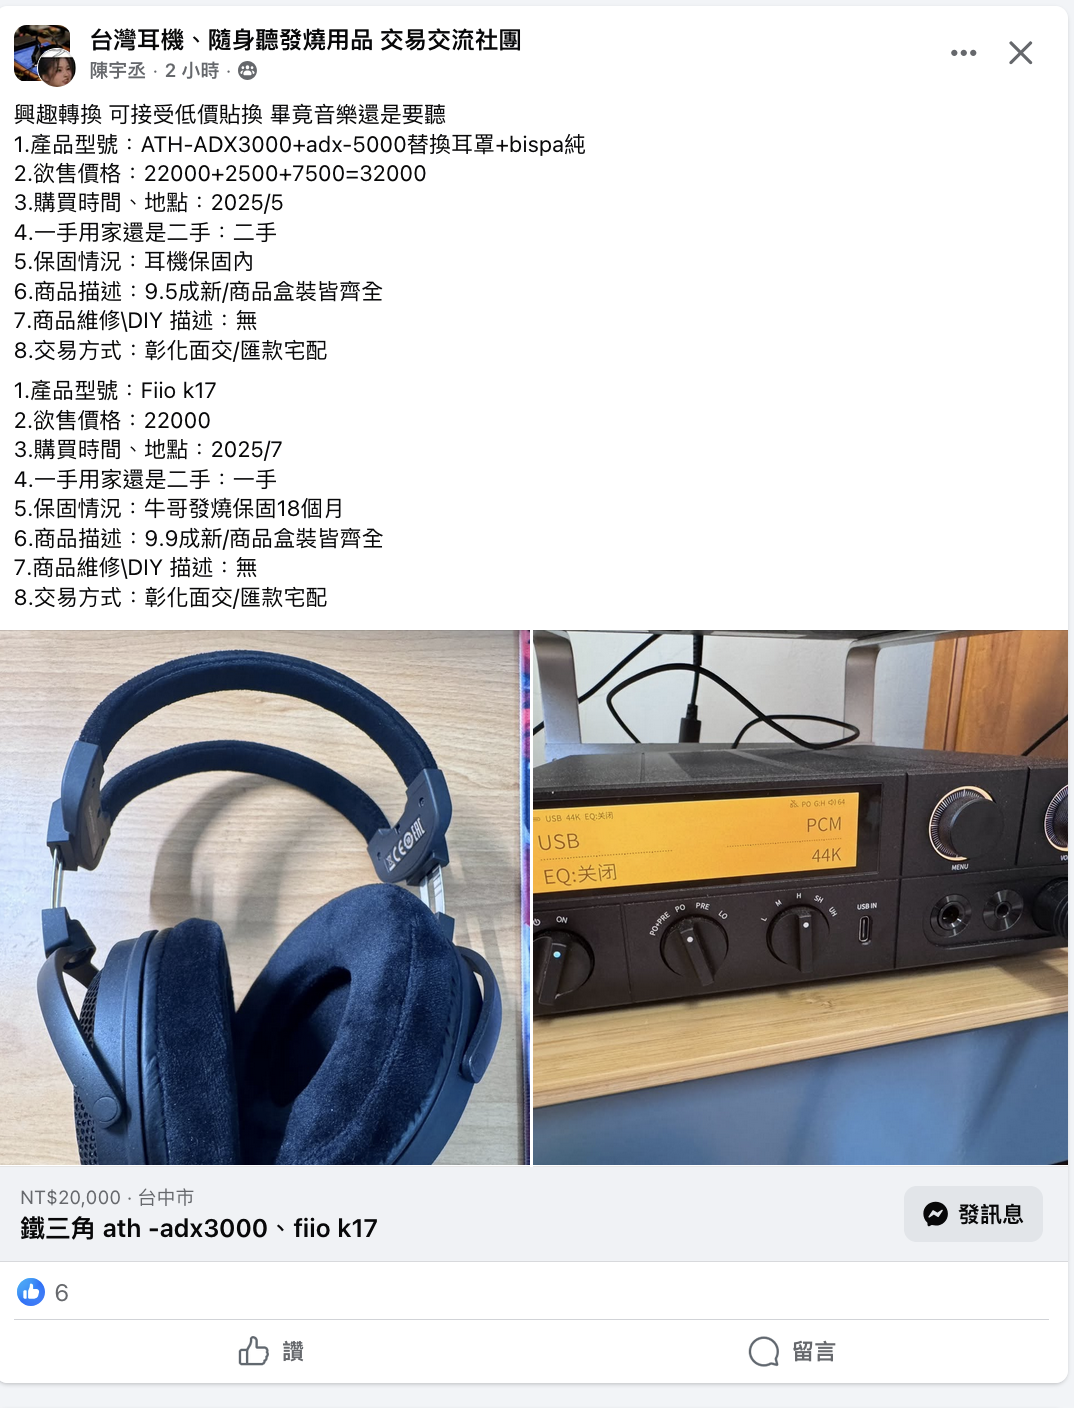 台灣耳機、隨身聽發燒用品 交易交流社團
陳宇丞 · 2 小時 ·
興趣轉換 可接受低價貼換 畢竟音樂還是要聽
1.產品型號：ATH-ADX3000+adx-5000替換耳罩+bispa純
2.欲售價格：22000+2500+7500=32000
3.購買時間、地點：2025/5
4.一手用家還是二手：二手
5.保固情況：耳機保固內
6.商品描述：9.5成新/商品盒裝皆齊全
7.商品維修\DIY 描述：無
8.交易方式：彰化面交/匯款宅配
1.產品型號：Fiio k17
2.欲售價格：22000
3.購買時間、地點：2025/7
4.一手用家還是二手：一手
5.保固情況：牛哥發燒保固18個月
6.商品描述：9.9成新/商品盒裝皆齊全
7.商品維修\DIY 描述：無
8.交易方式：彰化面交/匯款宅配
CE EAC
USB 44K EQ:关闭
PO G:H 64
USB
PCM
EQ:关闭
44K
MENU
VO
ON
PO+PRE PO PRE LO
L M H SH UH
USB IN
NT$20,000 · 台中市
鐵三角 ath -adx3000、fiio k17
發訊息
6
讚
留言